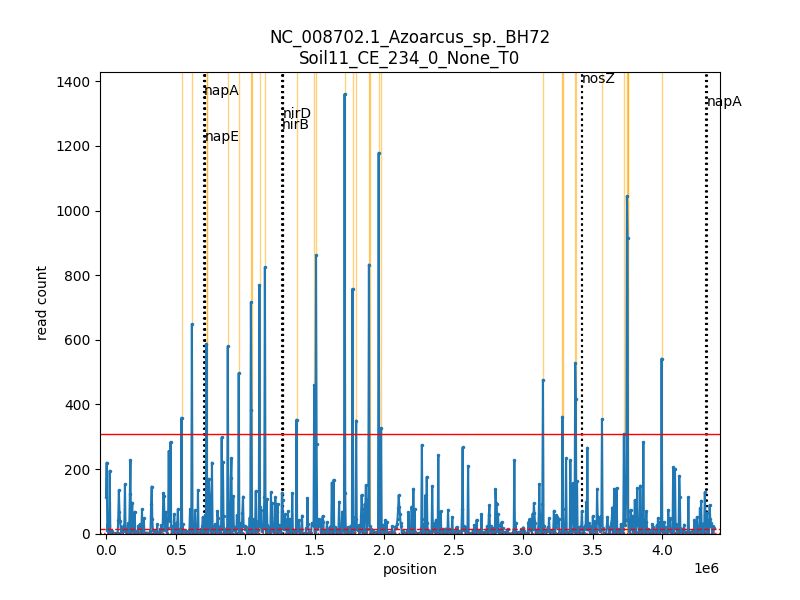 NC_008702.1_Azoarcus_sp._BH72
Soil11_CE_234_0_None_T0
read count
1400
1200
1000
800
600
400
200
0
napA
napE
nirD
nirB
nosZ
napA
0.0 0.5 1.0 1.5 2.0 2.5 3.0 3.5 4.0
1e6
position